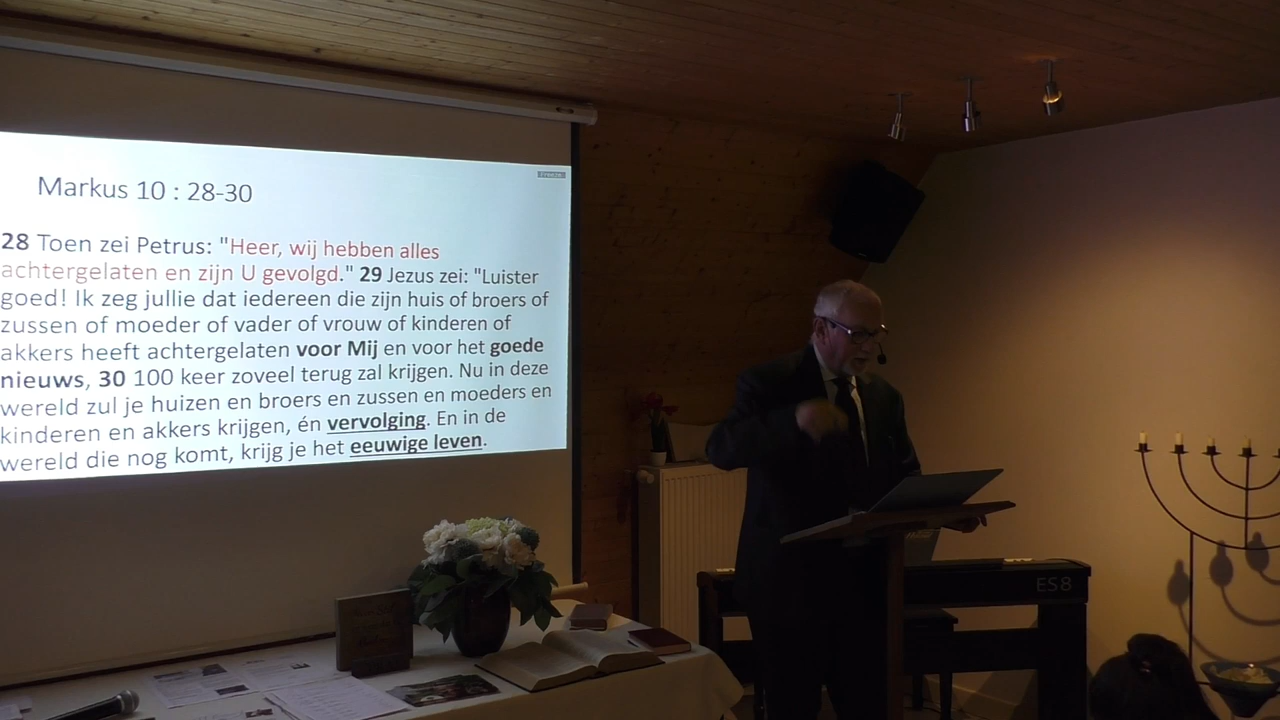 Markus 10 : 28-30
28 Toen zei Petrus: "Heer, wij hebben alles
achtergelaten en zijn U gevolgd." 29 Jezus zei: "Luister
goed! Ik zeg jullie dat iedereen die zijn huis of broers of
zussen of moeder of vader of vrouw of kinderen of
akkers heeft achtergelaten voor Mij en voor het goede
nieuws, 30 100 keer zoveel terug zal krijgen. Nu in deze
wereld zul je huizen en broers en zussen en moeders en
kinderen en akkers krijgen, én vervolging. En in de
wereld die nog komt, krijg je het eeuwige leven.
ES8